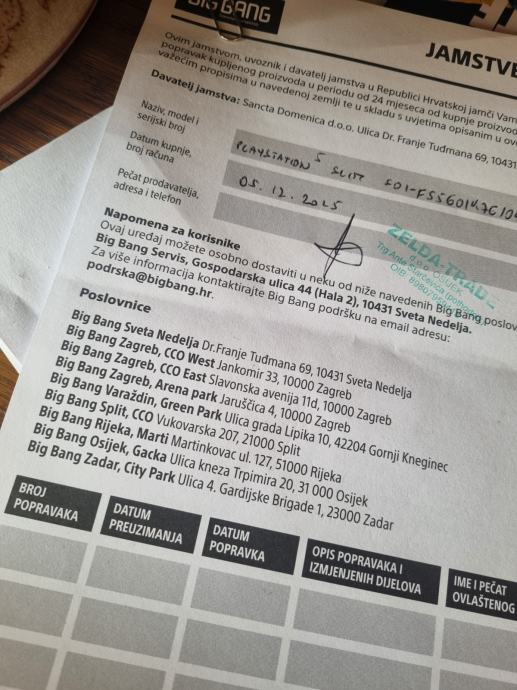 BIG BANG
JAMSTVE
Ovim jamstvom, uvoznik i davatelj jamstva u Republici Hrvatskoj jamči Vam
popravak kupljenog proizvoda u periodu od 24 mjeseca od kupnje proizvod
važećim propisima u navedenoj zemlji te u skladu s uvjetima opisanim u ov
Davatelj jamstva: Sancta Domenica d.o.o. Ulica Dr. Franje Tuđmana 69, 10431
Naziv, model i
serijski broj
PLAYSTATION 5 SLIM
Datum kupnje,
broj računa
05. 12. 2025
Pečat prodavatelja,
adresa i telefon
ZELDA-TRADE
d.o.o. OSIJEK
Trg Ante Starčevića
OIB:
Napomena za korisnike
Ovaj uređaj možete osobno dostaviti u neku od niže navedenih Big Bang poslov
Big Bang Servis, Gospodarska ulica 44 (Hala 2), 10431 Sveta Nedelja.
Za više informacija kontaktirajte Big Bang podršku na email adresu:
podrska@bigbang.hr.
Poslovnice
Big Bang Sveta Nedelja Dr.Franje Tuđmana 69, 10431 Sveta Nedelja
Big Bang Zagreb, CCO West Jankomir 33, 10000 Zagreb
Big Bang Zagreb, CCO East Slavonska avenija 11d, 10000 Zagreb
Big Bang Zagreb, Arena park Jaruščica 4, 10000 Zagreb
Big Bang Varaždin, Green Park Ulica grada Lipika 10, 42204 Gornji Kneginec
Big Bang Split, CCO Vukovarska 207, 21000 Split
Big Bang Rijeka, Marti Martinkovac ul. 127, 51000 Rijeka
Big Bang Osijek, Gacka Ulica kneza Trpimira 20, 31 000 Osijek
Big Bang Zadar, City Park Ulica 4. Gardijske Brigade 1, 23000 Zadar
BROJ POPRAVAKA
DATUM PREUZIMANJA
DATUM POPRAVKA
OPIS POPRAVAKA I IZMJENJENIH DIJELOVA
IME I PEČAT OVLAŠTENOG